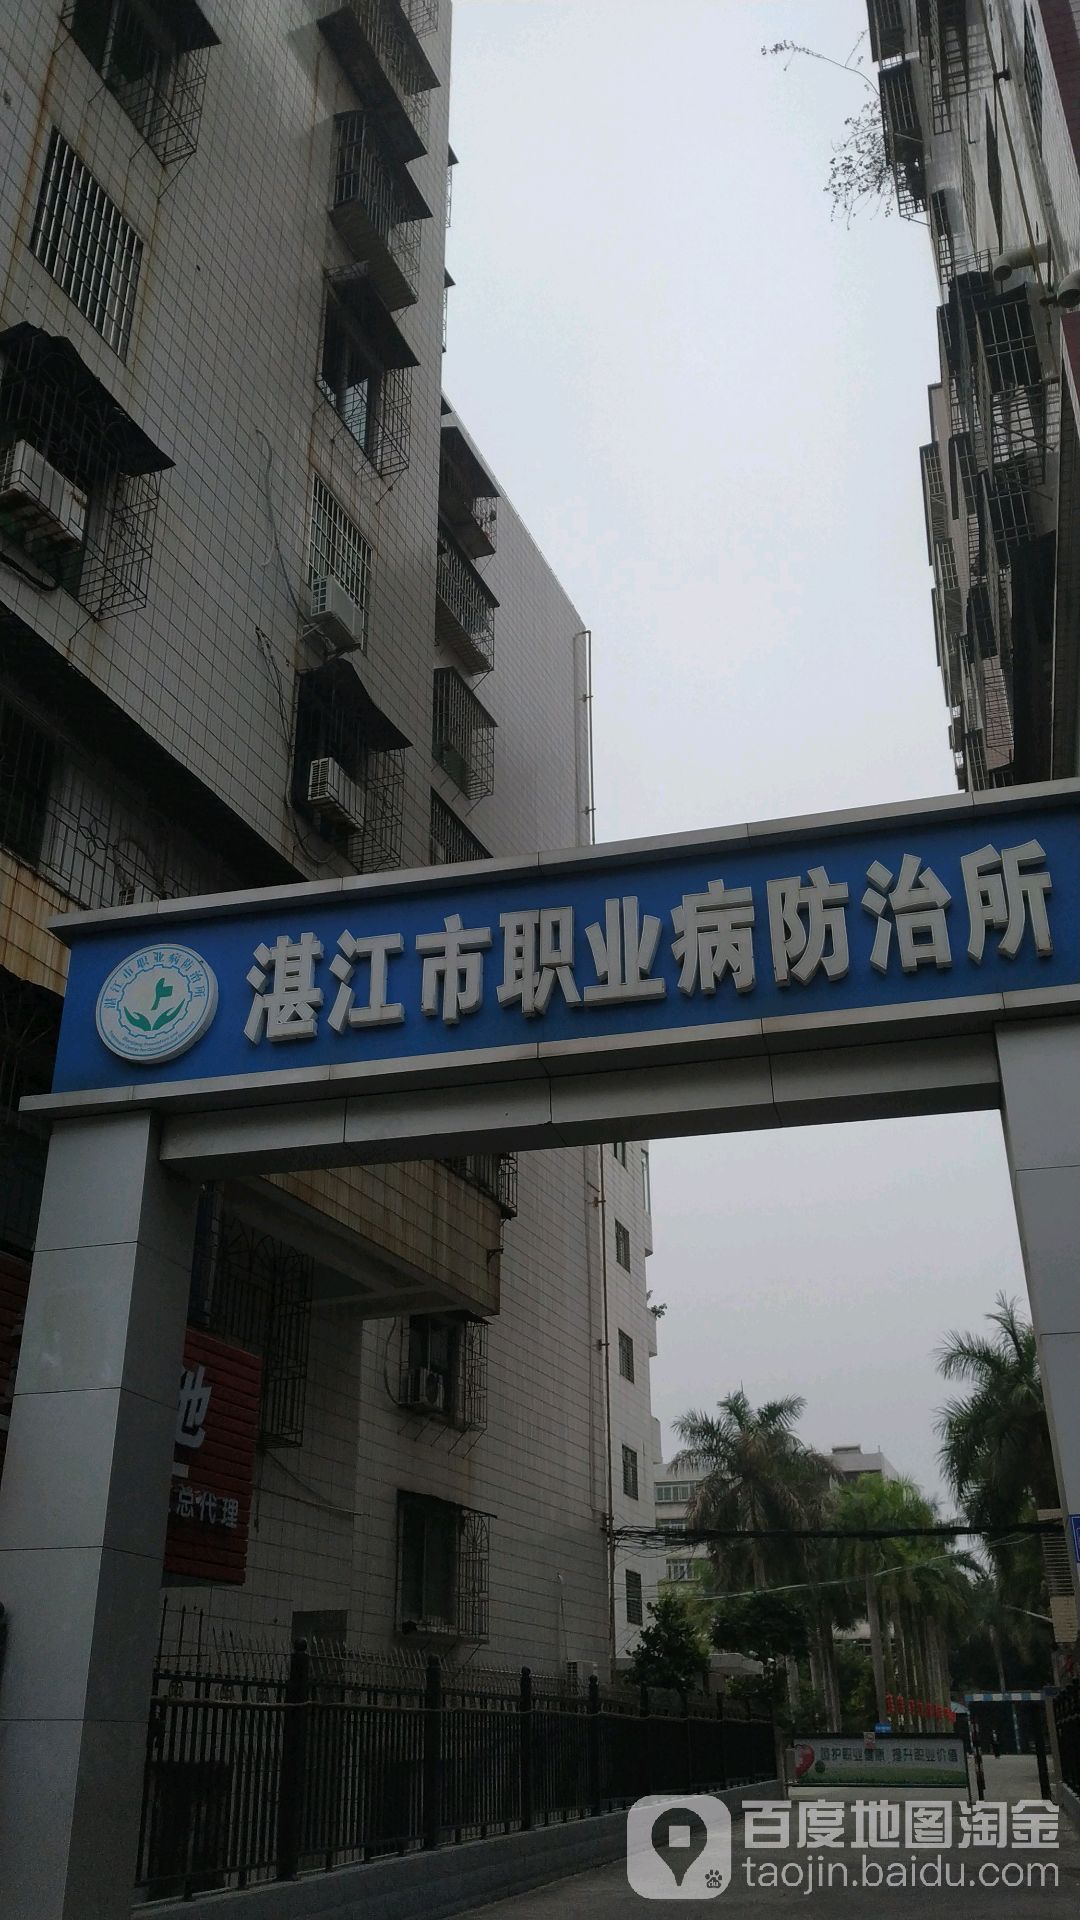 湛江市职业病防治所
湛江市职业病防治所
地
总代理
呵护职业健康 提升职业价值
百度地图淘金
taojin.baidu.com